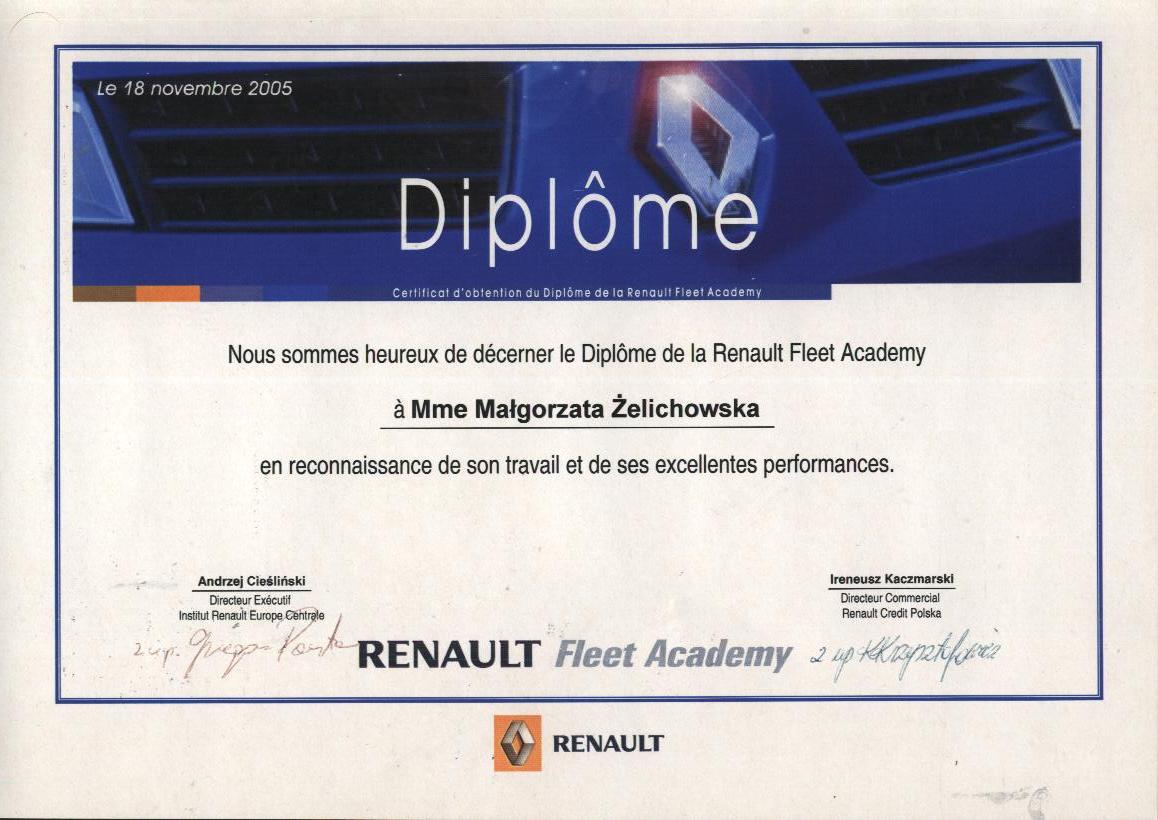 Le 18 novembre 2005
Diplôme
Certificat d'obtention du Diplôme de la Renault Fleet Academy
Nous sommes heureux de décerner le Diplôme de la Renault Fleet Academy
à Mme Małgorzata Żelichowska
en reconnaissance de son travail et de ses excellentes performances.
Andrzej Cieśliński
Directeur Exécutif
Institut Renault Europe Centrale
Ireneusz Kaczmarski
Directeur Commercial
Renault Credit Polska
z up.
z up
RENAULT Fleet Academy
RENAULT